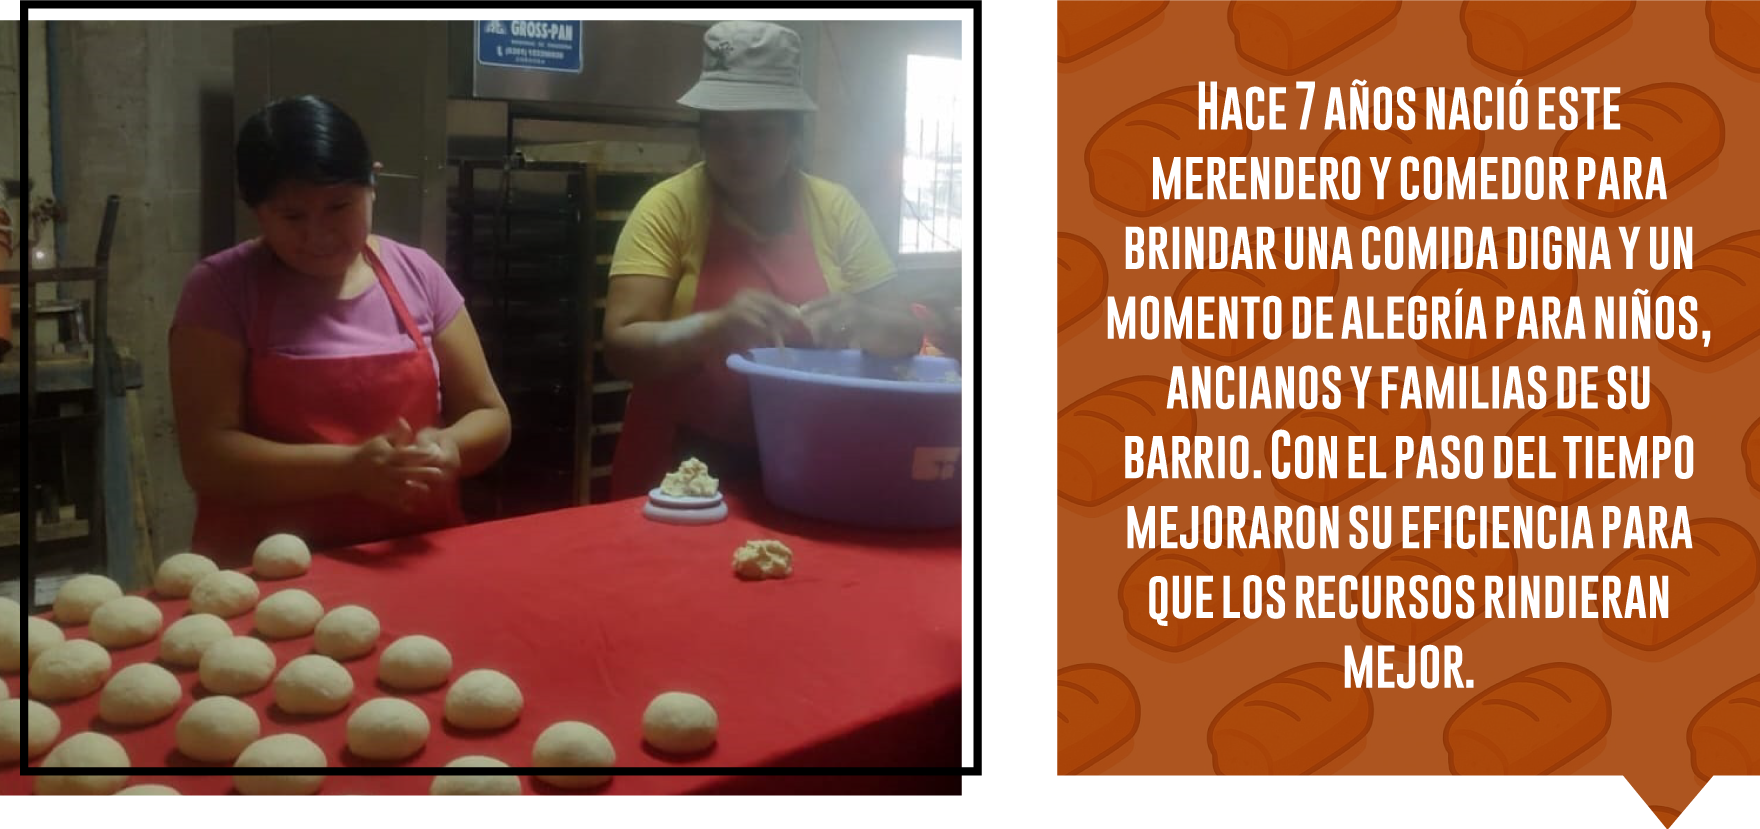 GROSS-PAN
Hace 7 años nació este
merendero y comedor para
brindar una comida digna y un
momento de alegría para niños,
ancianos y familias de su
barrio. Con el paso del tiempo
mejoraron su eficiencia para
que los recursos rindieran
mejor.